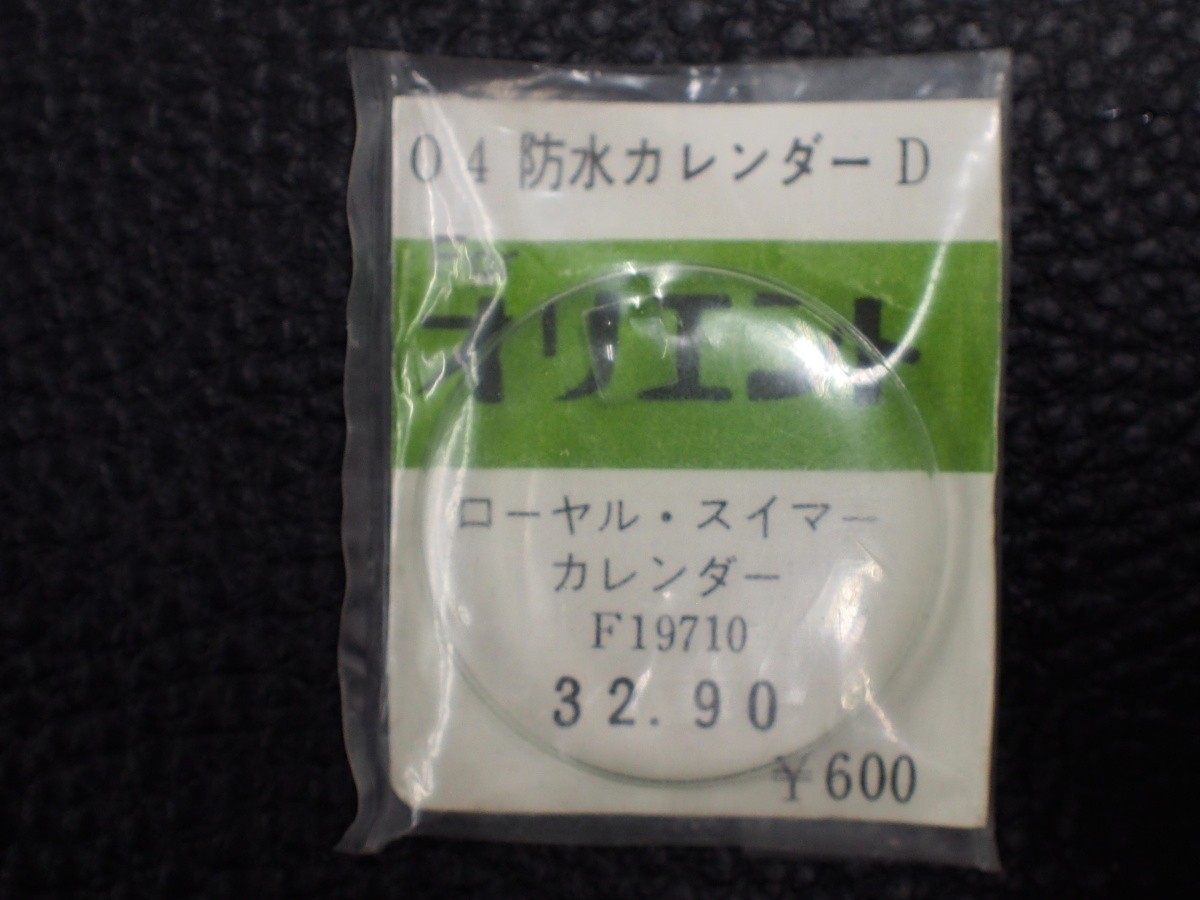 04 防水カレンダーD
オリエント
ローヤル・スイマー
カレンダー
F19710
32.90
¥600